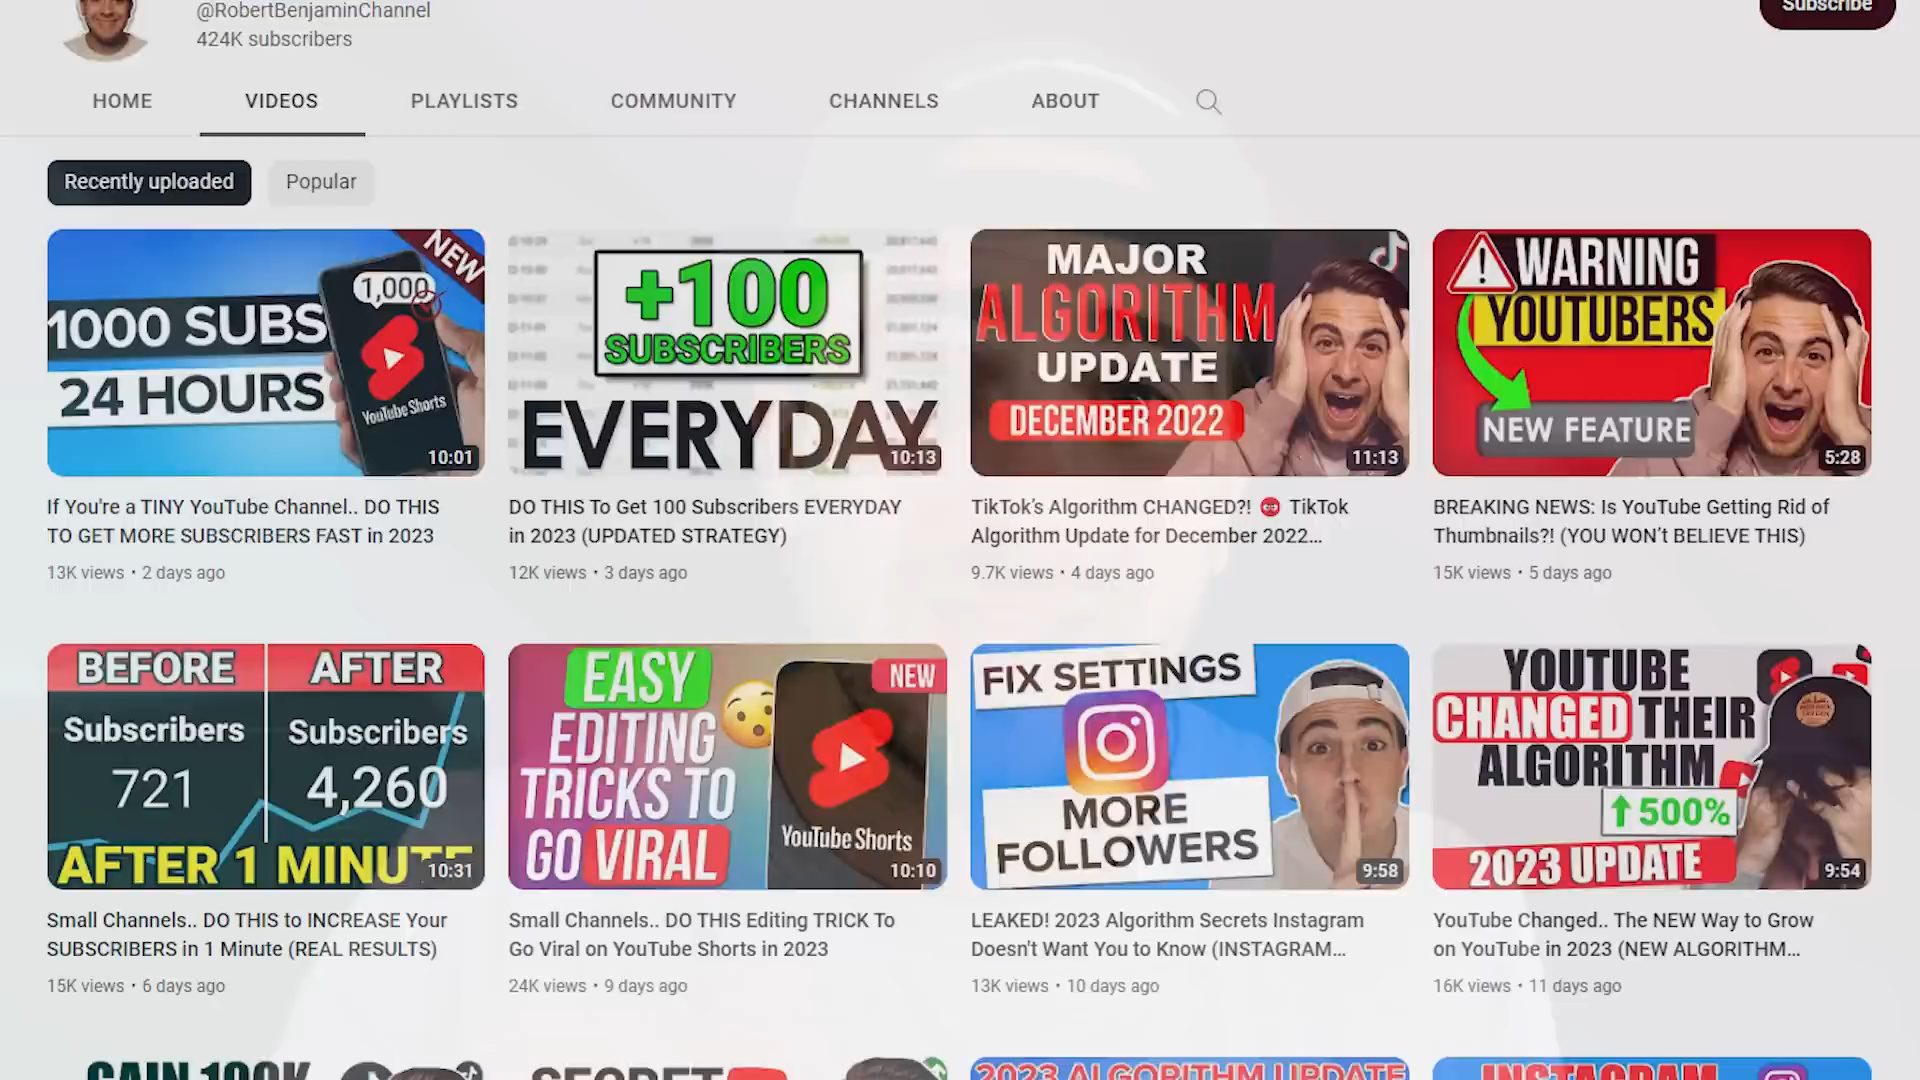 @RobertBenjaminChannel
Subscribe
424K subscribers
HOME
VIDEOS
PLAYLISTS
COMMUNITY
CHANNELS
ABOUT
Recently uploaded
Popular
NEW
1,000
1000 SUBS
24 HOURS
YouTube Shorts
10:01
+100
SUBSCRIBERS
EVERYDAY
10:13
MAJOR
ALGORITHM
UPDATE
DECEMBER 2022
11:13
WARNING
YOUTUBERS
NEW FEATURE
5:28
If You're a TINY YouTube Channel.. DO THIS
TO GET MORE SUBSCRIBERS FAST in 2023
13K views • 2 days ago
DO THIS To Get 100 Subscribers EVERYDAY
in 2023 (UPDATED STRATEGY)
12K views • 3 days ago
TikTok’s Algorithm CHANGED?! TikTok
Algorithm Update for December 2022...
9.7K views • 4 days ago
BREAKING NEWS: Is YouTube Getting Rid of
Thumbnails?! (YOU WON’T BELIEVE THIS)
15K views • 5 days ago
BEFORE
AFTER
Subscribers
Subscribers
721
4,260
AFTER 1 MINUTE
10:31
EASY
EDITING
TRICKS TO
GO VIRAL
NEW
YouTube Shorts
10:10
FIX SETTINGS
MORE
FOLLOWERS
9:58
YOUTUBE
CHANGED THEIR
ALGORITHM
500%
2023 UPDATE
9:54
Small Channels.. DO THIS to INCREASE Your
SUBSCRIBERS in 1 Minute (REAL RESULTS)
15K views • 6 days ago
Small Channels.. DO THIS Editing TRICK To
Go Viral on YouTube Shorts in 2023
24K views • 9 days ago
LEAKED! 2023 Algorithm Secrets Instagram
Doesn't Want You to Know (INSTAGRAM...
13K views • 10 days ago
YouTube Changed.. The NEW Way to Grow
on YouTube in 2023 (NEW ALGORITHM...
16K views • 11 days ago
GAIN 100K
SECRET
2023 ALGORITHM UPDATE
INSTAGRAM